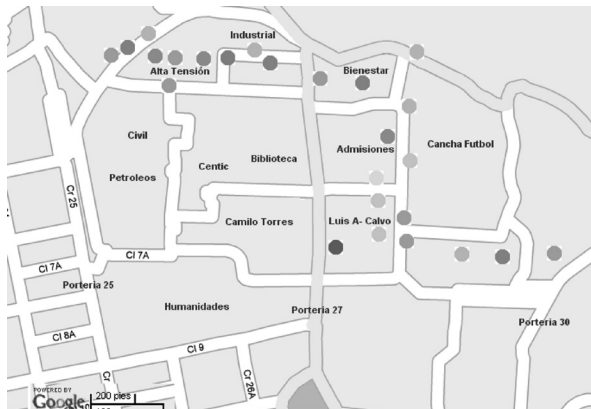 Industrial
Alta Tensión
Bienestar
Civil
Centic
Biblioteca
Admisiones
Cancha Futbol
Petroleos
Cr 25
Camilo Torres
Luis A- Calvo
Cl 7A
Cl 7A
Porteria 25
Humanidades
Porteria 27
Porteria 30
Cl 8A
Cl 9
Cr
Cr 26A
POWERED BY
Google
200 pies